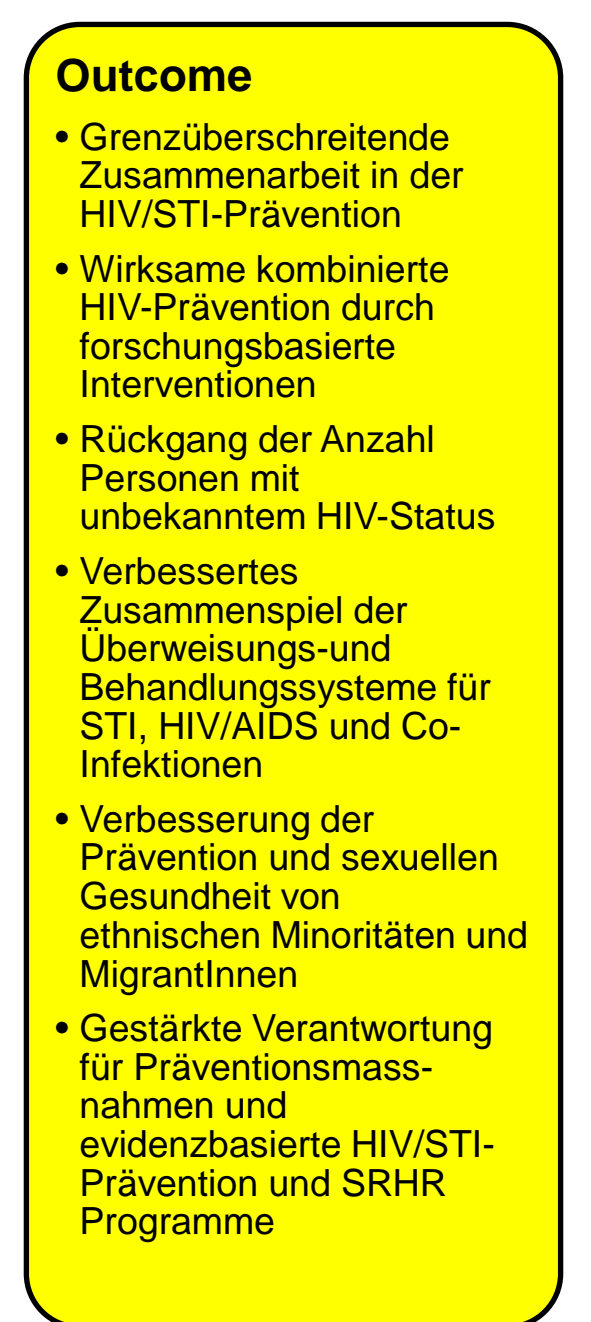 Outcome
• Grenzüberschreitende
Zusammenarbeit in der
HIV/STI-Prävention
• Wirksame kombinierte
HIV-Prävention durch
forschungsbasierte
Interventionen
• Rückgang der Anzahl
Personen mit
unbekanntem HIV-Status
• Verbessertes
Zusammenspiel der
Überweisungs-und
Behandlungssysteme für
STI, HIV/AIDS und Co-
Infektionen
• Verbesserung der
Prävention und sexuellen
Gesundheit von
ethnischen Minoritäten und
MigrantInnen
• Gestärkte Verantwortung
für Präventionsmass-
nahmen und
evidenzbasierte HIV/STI-
Prävention und SRHR
Programme